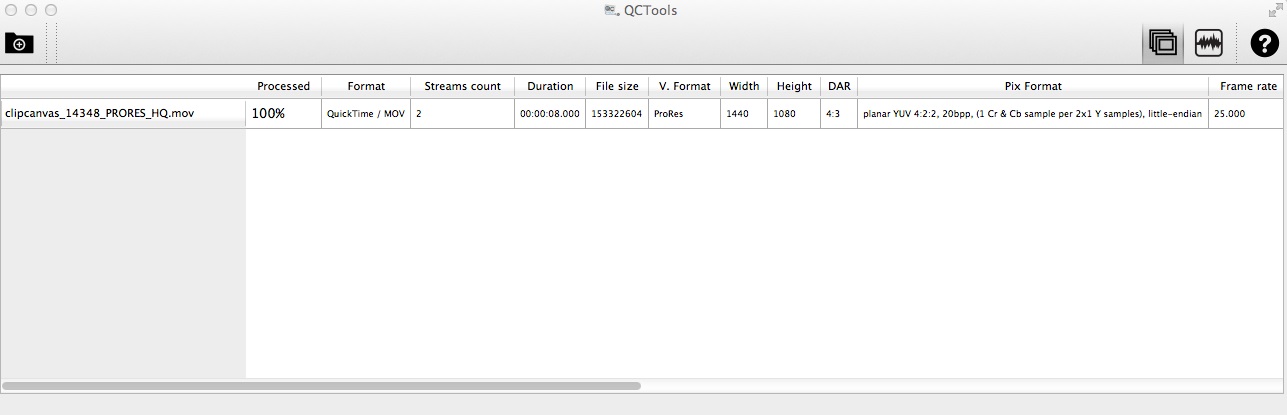 QCTools
Processed Format Streams count Duration File size V. Format Width Height DAR Pix Format Frame rate
clipcanvas_14348_PRORES_HQ.mov 100% QuickTime / MOV 2 00:00:08.000 153322604 ProRes 1440 1080 4:3 planar YUV 4:2:2, 20bpp, (1 Cr & Cb sample per 2x1 Y samples), little-endian 25.000